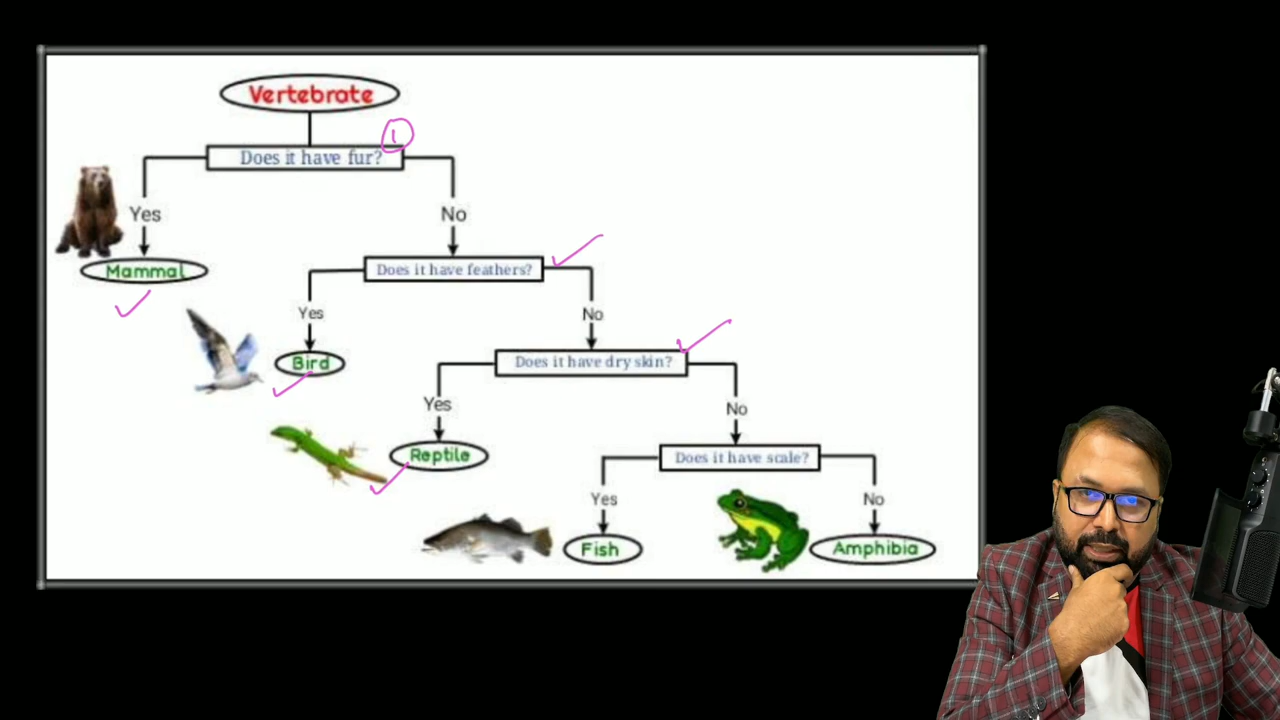 Vertebrate
1
Does it have fur?
Yes
No
Mammal
Does it have feathers?
Yes
No
Bird
Does it have dry skin?
Yes
No
Reptile
Does it have scale?
Yes
No
Fish
Amphibia